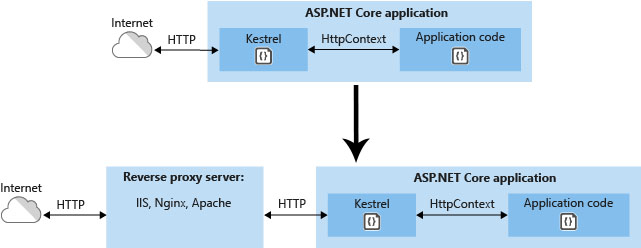 ASP.NET Core application
Internet
HTTP
Kestrel
{}
HttpContext
Application code
{}
Reverse proxy server:
ASP.NET Core application
Internet
HTTP
IIS, Nginx, Apache
HTTP
Kestrel
{}
HttpContext
Application code
{}